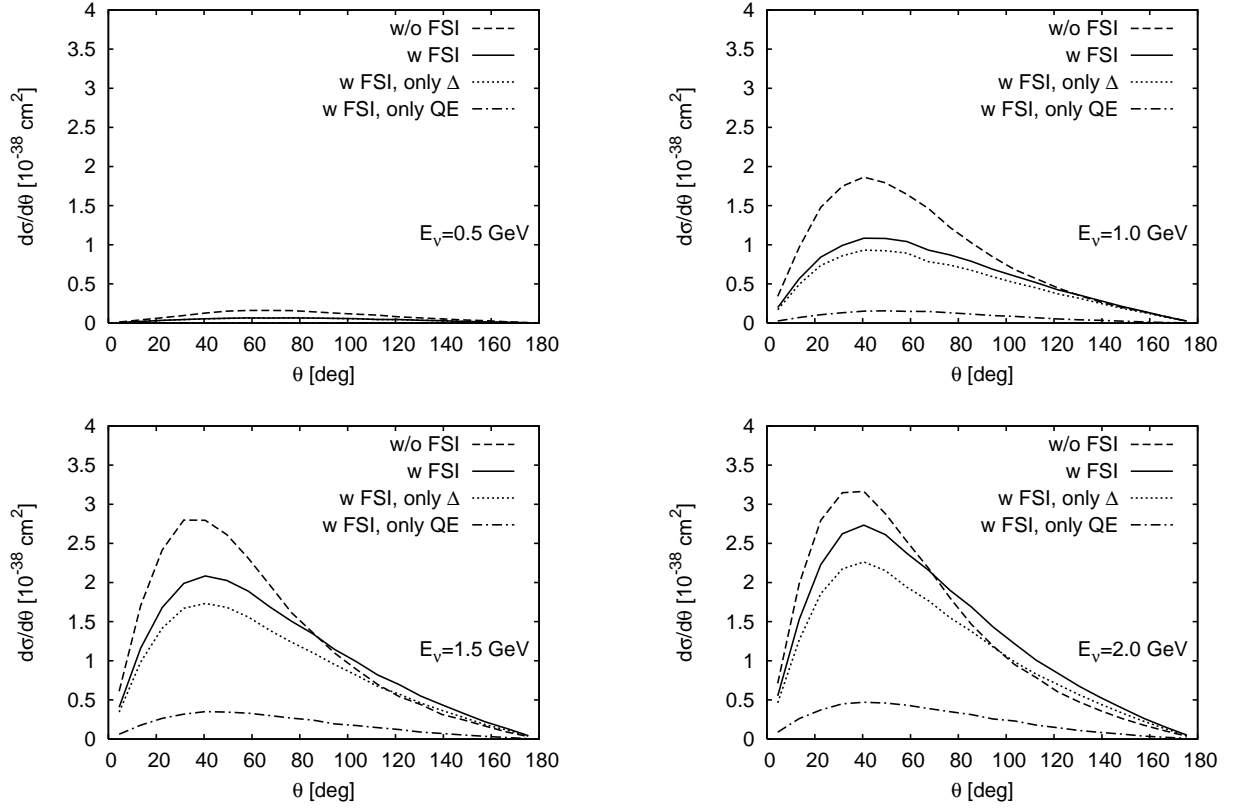 4
3.5
3
2.5
2
1.5
1
0.5
0
0 20 40 60 80 100 120 140 160 180
dσ/dθ [10⁻³⁸ cm²]
θ [deg]
w/o FSI
w FSI
w FSI, only Δ
w FSI, only QE
Eν=0.5 GeV
4
3.5
3
2.5
2
1.5
1
0.5
0
0 20 40 60 80 100 120 140 160 180
dσ/dθ [10⁻³⁸ cm²]
θ [deg]
w/o FSI
w FSI
w FSI, only Δ
w FSI, only QE
Eν=1.0 GeV
4
3.5
3
2.5
2
1.5
1
0.5
0
0 20 40 60 80 100 120 140 160 180
dσ/dθ [10⁻³⁸ cm²]
θ [deg]
w/o FSI
w FSI
w FSI, only Δ
w FSI, only QE
Eν=1.5 GeV
4
3.5
3
2.5
2
1.5
1
0.5
0
0 20 40 60 80 100 120 140 160 180
dσ/dθ [10⁻³⁸ cm²]
θ [deg]
w/o FSI
w FSI
w FSI, only Δ
w FSI, only QE
Eν=2.0 GeV